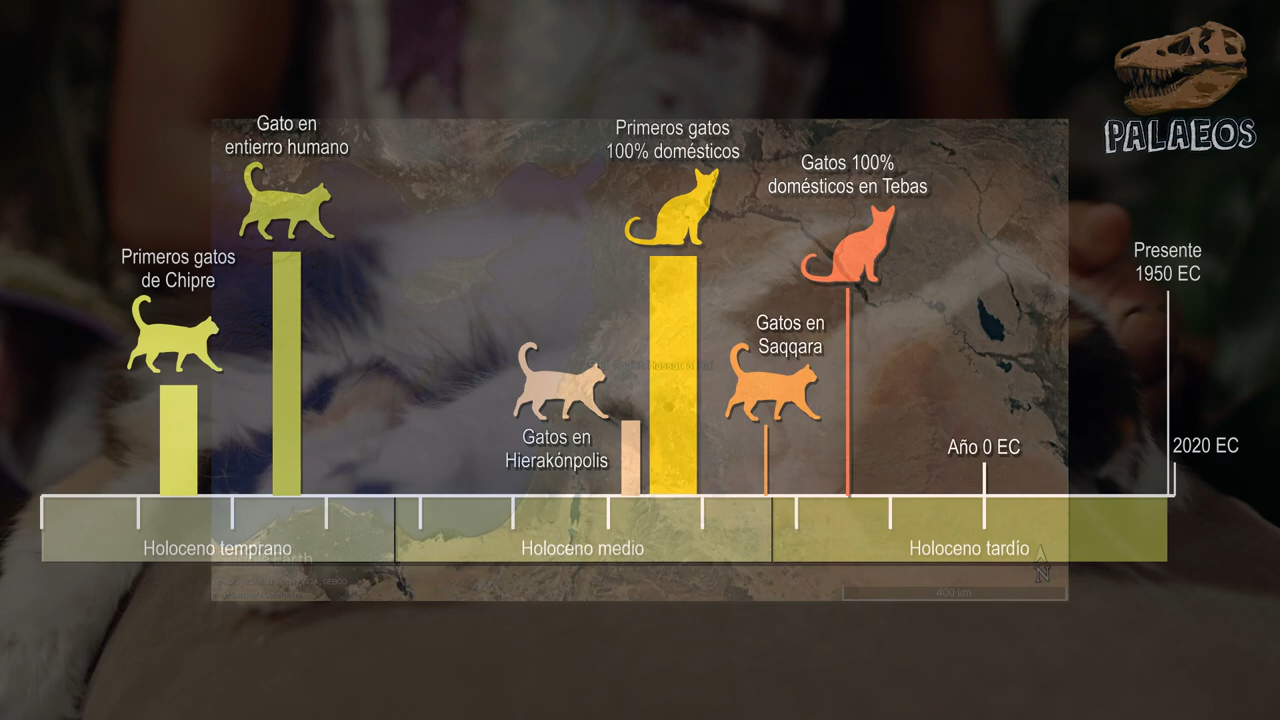 PALAEOS
Gato en
entierro humano
Primeros gatos
100% domésticos
Gatos 100%
domésticos en Tebas
Primeros gatos
de Chipre
Presente
1950 EC
Gatos en
Saqqara
Gatos en
Hierakónpolis
Año 0 EC
2020 EC
Holoceno temprano
Holoceno medio
Holoceno tardío
N
400 km